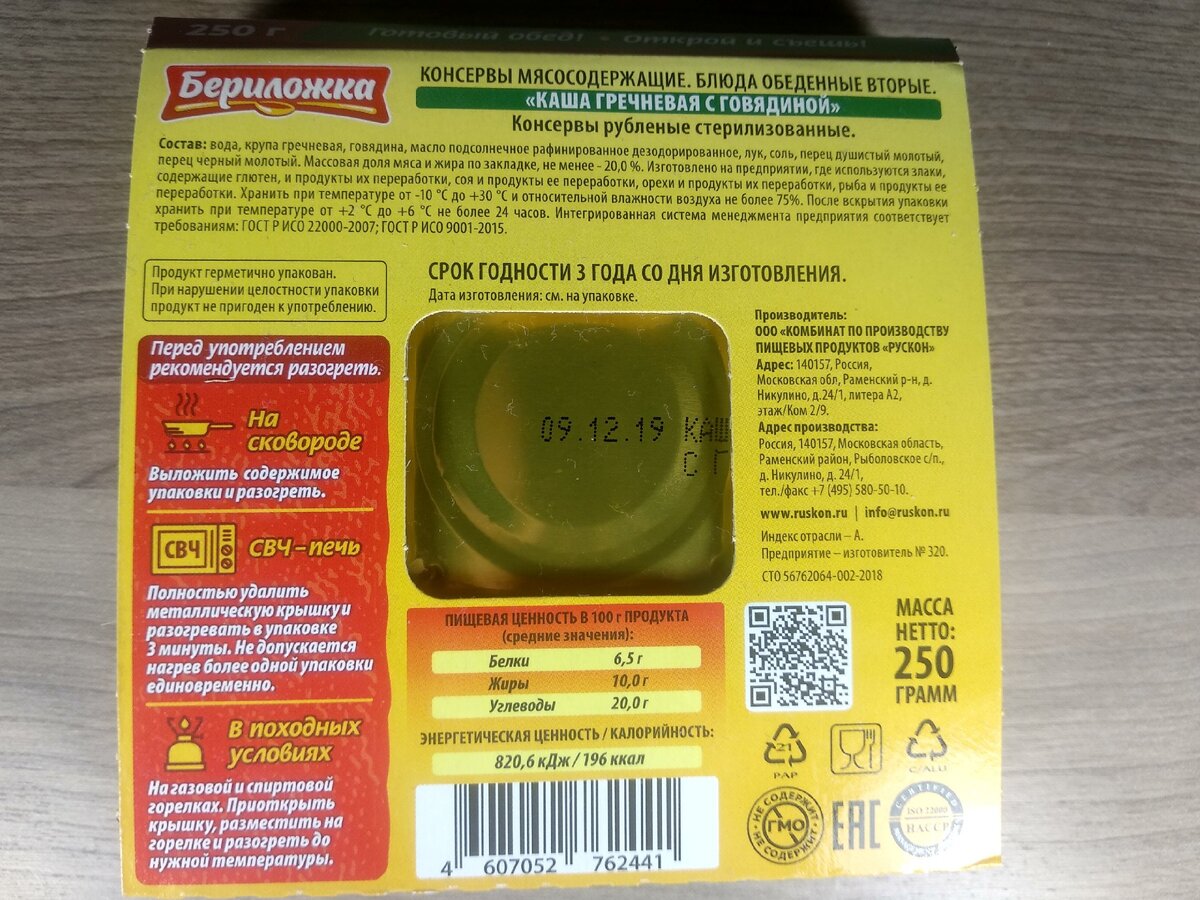 250 г готовый обед! • открой и съешь!
Бериложка
КОНСЕРВЫ МЯСОСОДЕРЖАЩИЕ. БЛЮДА ОБЕДЕННЫЕ ВТОРЫЕ.
«КАША ГРЕЧНЕВАЯ С ГОВЯДИНОЙ»
Консервы рубленые стерилизованные.
Состав: вода, крупа гречневая, говядина, масло подсолнечное рафинированное дезодорированное, лук, соль, перец душистый молотый,
перец черный молотый. Массовая доля мяса и жира по закладке, не менее - 20,0 %. Изготовлено на предприятии, где используются злаки,
содержащие глютен, и продукты их переработки, соя и продукты ее переработки, орехи и продукты их переработки, рыба и продукты ее
переработки. Хранить при температуре от -10 °С до +30 °С и относительной влажности воздуха не более 75%. После вскрытия упаковки
хранить при температуре от +2 °С до +6 °С не более 24 часов. Интегрированная система менеджмента предприятия соответствует
требованиям: ГОСТ Р ИСО 22000-2007; ГОСТ Р ИСО 9001-2015.
Продукт герметично упакован.
При нарушении целостности упаковки
продукт не пригоден к употреблению.
СРОК ГОДНОСТИ 3 ГОДА СО ДНЯ ИЗГОТОВЛЕНИЯ.
Дата изготовления: см. на упаковке.
Перед употреблением
рекомендуется разогреть.
На
сковороде
Выложить содержимое
упаковки и разогреть.
СВЧ
СВЧ-печь
Полностью удалить
металлическую крышку и
разогревать в упаковке
3 минуты. Не допускается
нагрев более одной упаковки
единовременно.
В походных
условиях
На газовой и спиртовой
горелках. Приоткрыть
крышку, разместить на
горелке и разогреть до
нужной температуры.
09.12.19 КАШ
С Г
Производитель:
ООО «КОМБИНАТ ПО ПРОИЗВОДСТВУ
ПИЩЕВЫХ ПРОДУКТОВ «РУСКОН»
Адрес: 140157, Россия,
Московская обл, Раменский р-н, д.
Никулино, д.24/1, литера А2,
этаж/Ком 2/9.
Адрес производства:
Россия, 140157, Московская область,
Раменский район, Рыболовское с/п.,
д. Никулино, д. 24/1,
тел./факс +7 (495) 580-50-10.
www.ruskon.ru | info@ruskon.ru
Индекс отрасли – А.
Предприятие – изготовитель № 320.
СТО 56762064-002-2018
ПИЩЕВАЯ ЦЕННОСТЬ В 100 г ПРОДУКТА
(средние значения):
Белки 6,5 г
Жиры 10,0 г
Углеводы 20,0 г
ЭНЕРГЕТИЧЕСКАЯ ЦЕННОСТЬ / КАЛОРИЙНОСТЬ:
820,6 кДж / 196 ккал
4 607052 762441
МАССА
НЕТТО:
250
ГРАММ
21
PAP
C/ALU
НЕ СОДЕРЖИТ
ГМО
НЕ СОДЕРЖИТ
EAC
CERTIFIED
ISO 22000
HACCP